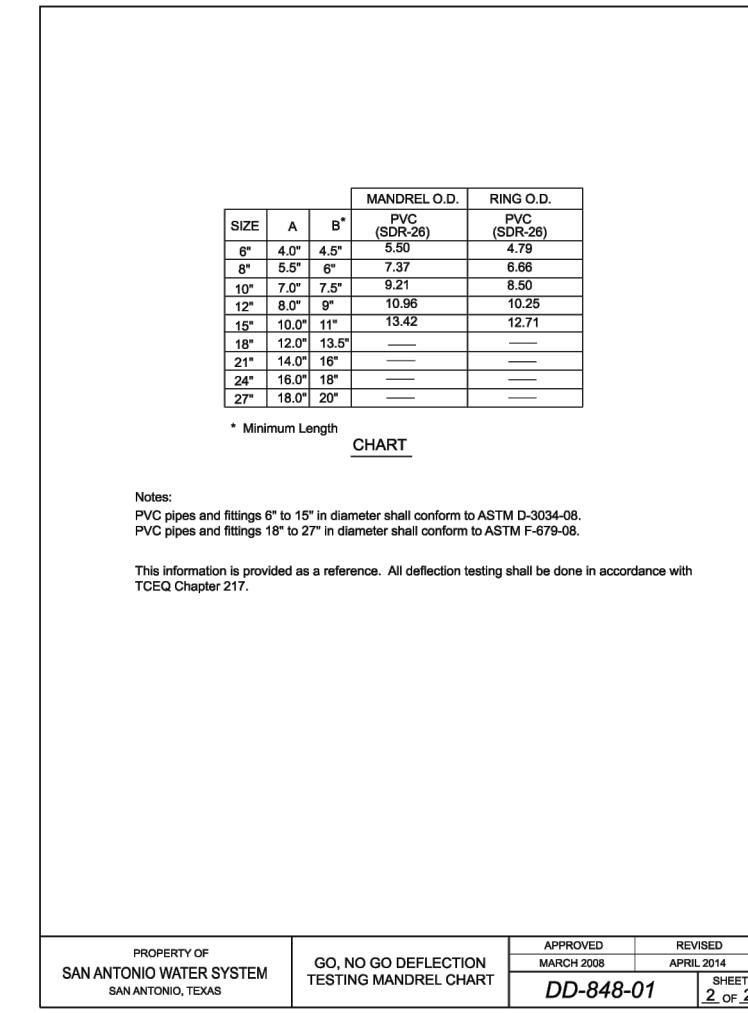 MANDREL O.D. RING O.D.
SIZE A B* PVC (SDR-26) PVC (SDR-26)
6" 4.0" 4.5" 5.50 4.79
8" 5.5" 6" 7.37 6.66
10" 7.0" 7.5" 9.21 8.50
12" 8.0" 9" 10.96 10.25
15" 10.0" 11" 13.42 12.71
18" 12.0" 13.5" —— ——
21" 14.0" 16" —— ——
24" 16.0" 18" —— ——
27" 18.0" 20" —— ——
* Minimum Length
CHART
Notes:
PVC pipes and fittings 6" to 15" in diameter shall conform to ASTM D-3034-08.
PVC pipes and fittings 18" to 27" in diameter shall conform to ASTM F-679-08.
This information is provided as a reference. All deflection testing shall be done in accordance with
TCEQ Chapter 217.
PROPERTY OF
SAN ANTONIO WATER SYSTEM
SAN ANTONIO, TEXAS
GO, NO GO DEFLECTION
TESTING MANDREL CHART
APPROVED REVISED
MARCH 2008 APRIL 2014
DD-848-01
SHEET
2 OF 2